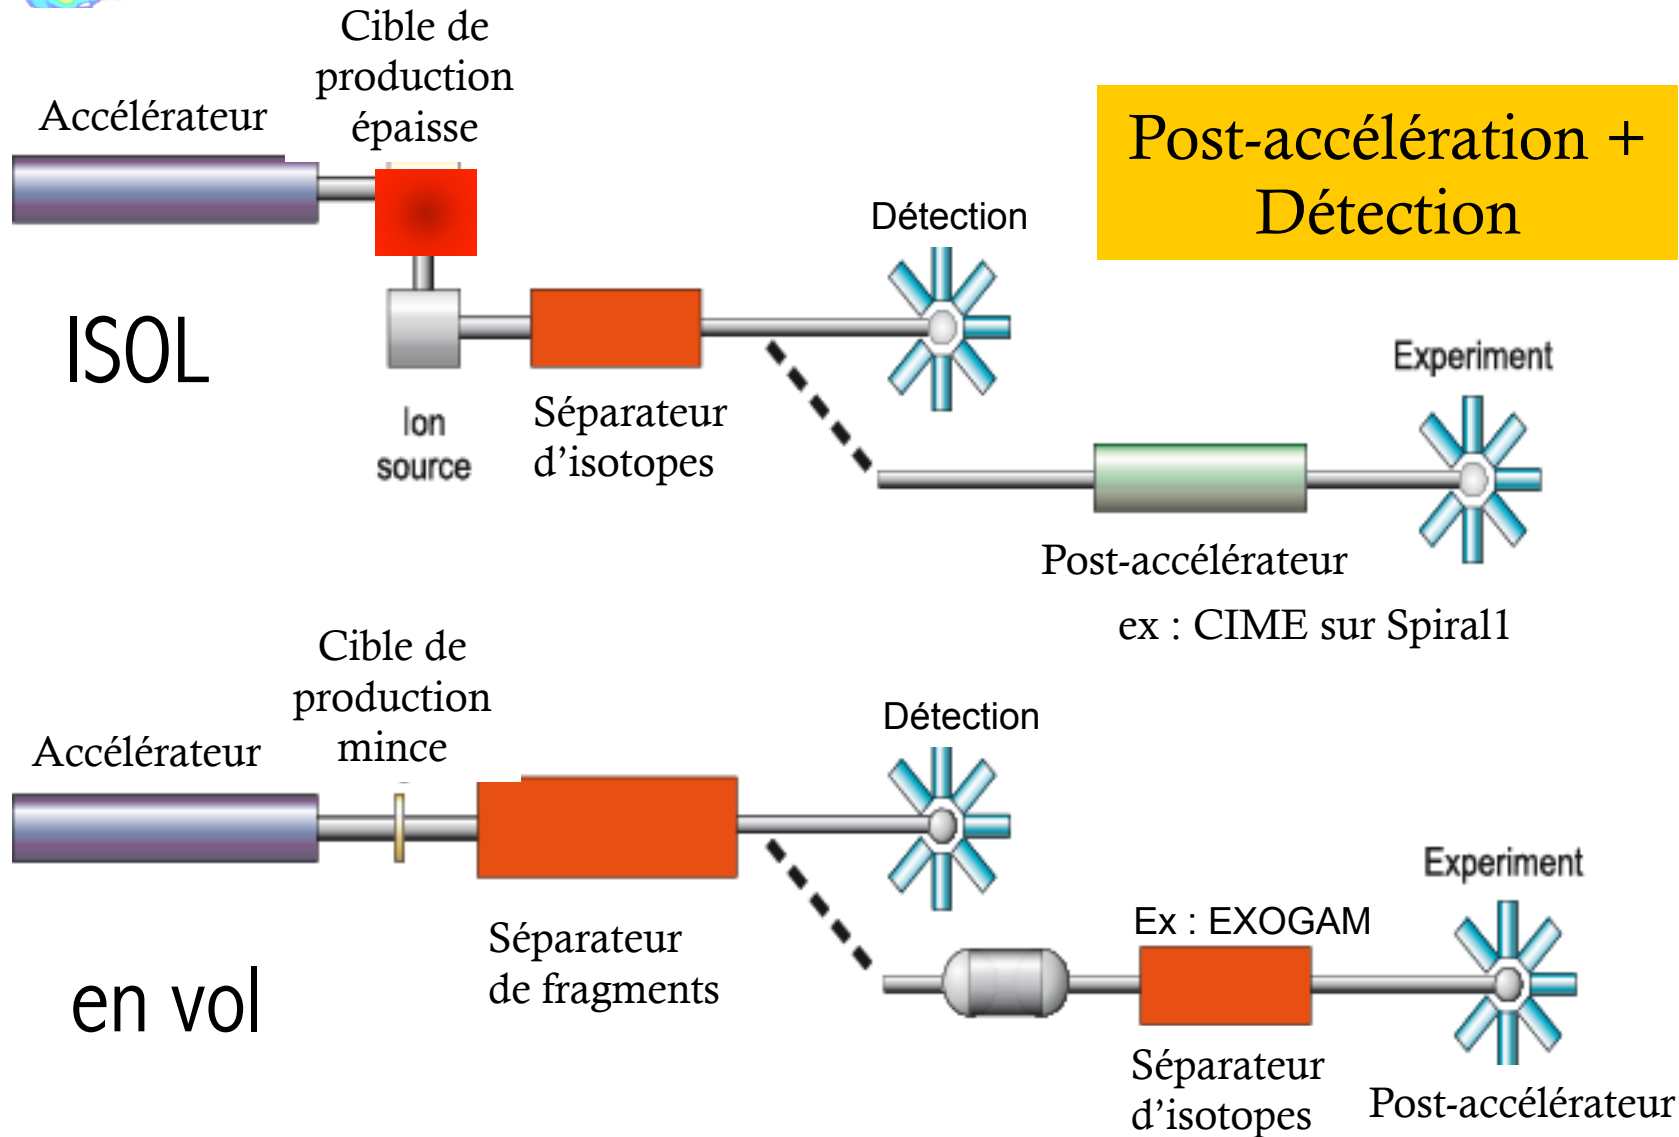 Cible de
production
épaisse
Accélérateur
Post-accélération +
Détection
Détection
ISOL
Experiment
Ion
source
Séparateur
d’isotopes
Post-accélérateur
ex : CIME sur Spiral1
Cible de
production
mince
Accélérateur
Détection
Experiment
Ex : EXOGAM
Séparateur
de fragments
en vol
Séparateur
d’isotopes
Post-accélérateur